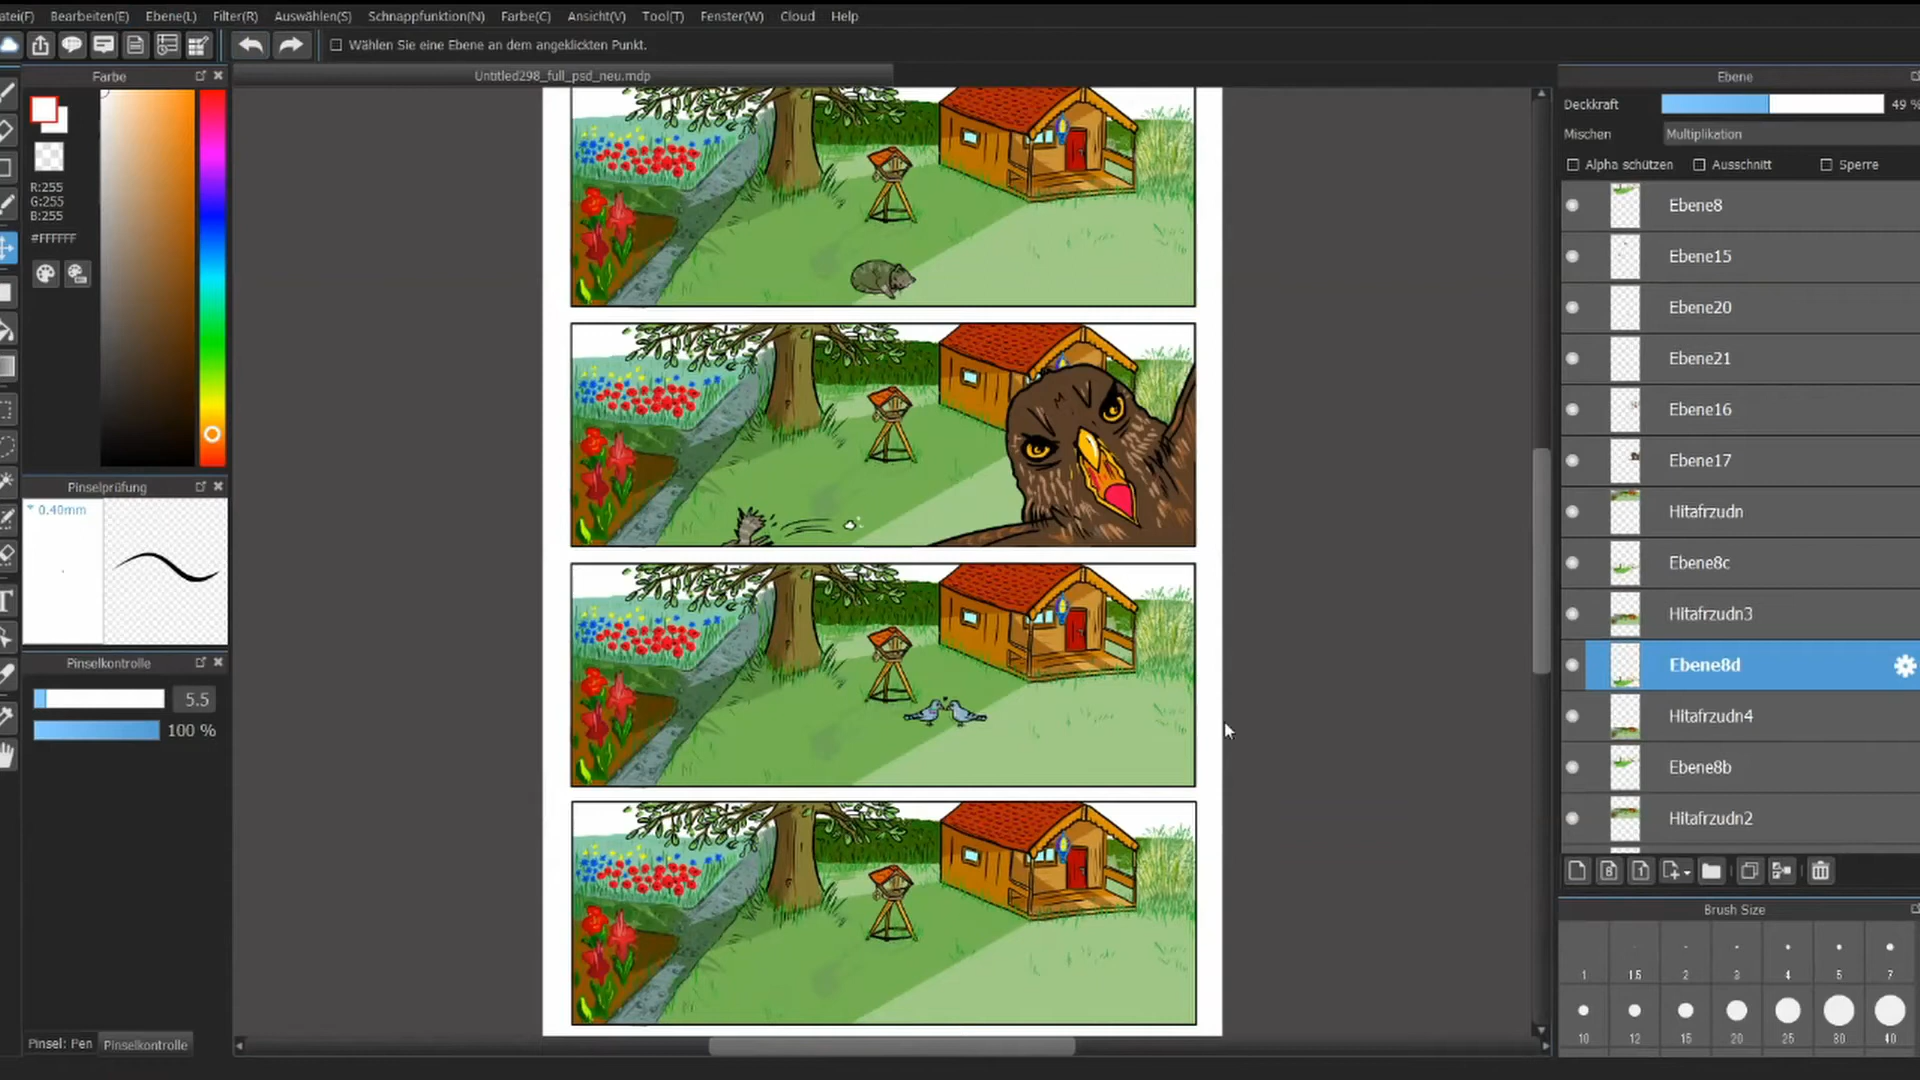 atei(F) Bearbeiten(E) Ebene(L) Filter(R) Auswählen(S) Schnappfunktion(N) Farbe(C) Ansicht(V) Tool(T) Fenster(W) Cloud Help
Wählen Sie eine Ebene an dem angeklickten Punkt.
Farbe
Untitled298_full_psd_neu.mdp
R:255
G:255
B:255
#FFFFFF
Pinselprüfung
* 0.40mm
Pinselkontrolle
5.5
100 %
Pinsel: Pen Pinselkontrolle
Ebene
Deckkraft 49 %
Mischen Multiplikation
Alpha schützen Ausschnitt Sperre
Ebene8
Ebene15
Ebene20
Ebene21
Ebene16
Ebene17
Hitafrzudn
Ebene8c
Hitafrzudn3
Ebene8d
Hitafrzudn4
Ebene8b
Hitafrzudn2
8 1
Brush Size
1 1.5 2 3 4 5 7
10 12 15 20 25 30 40